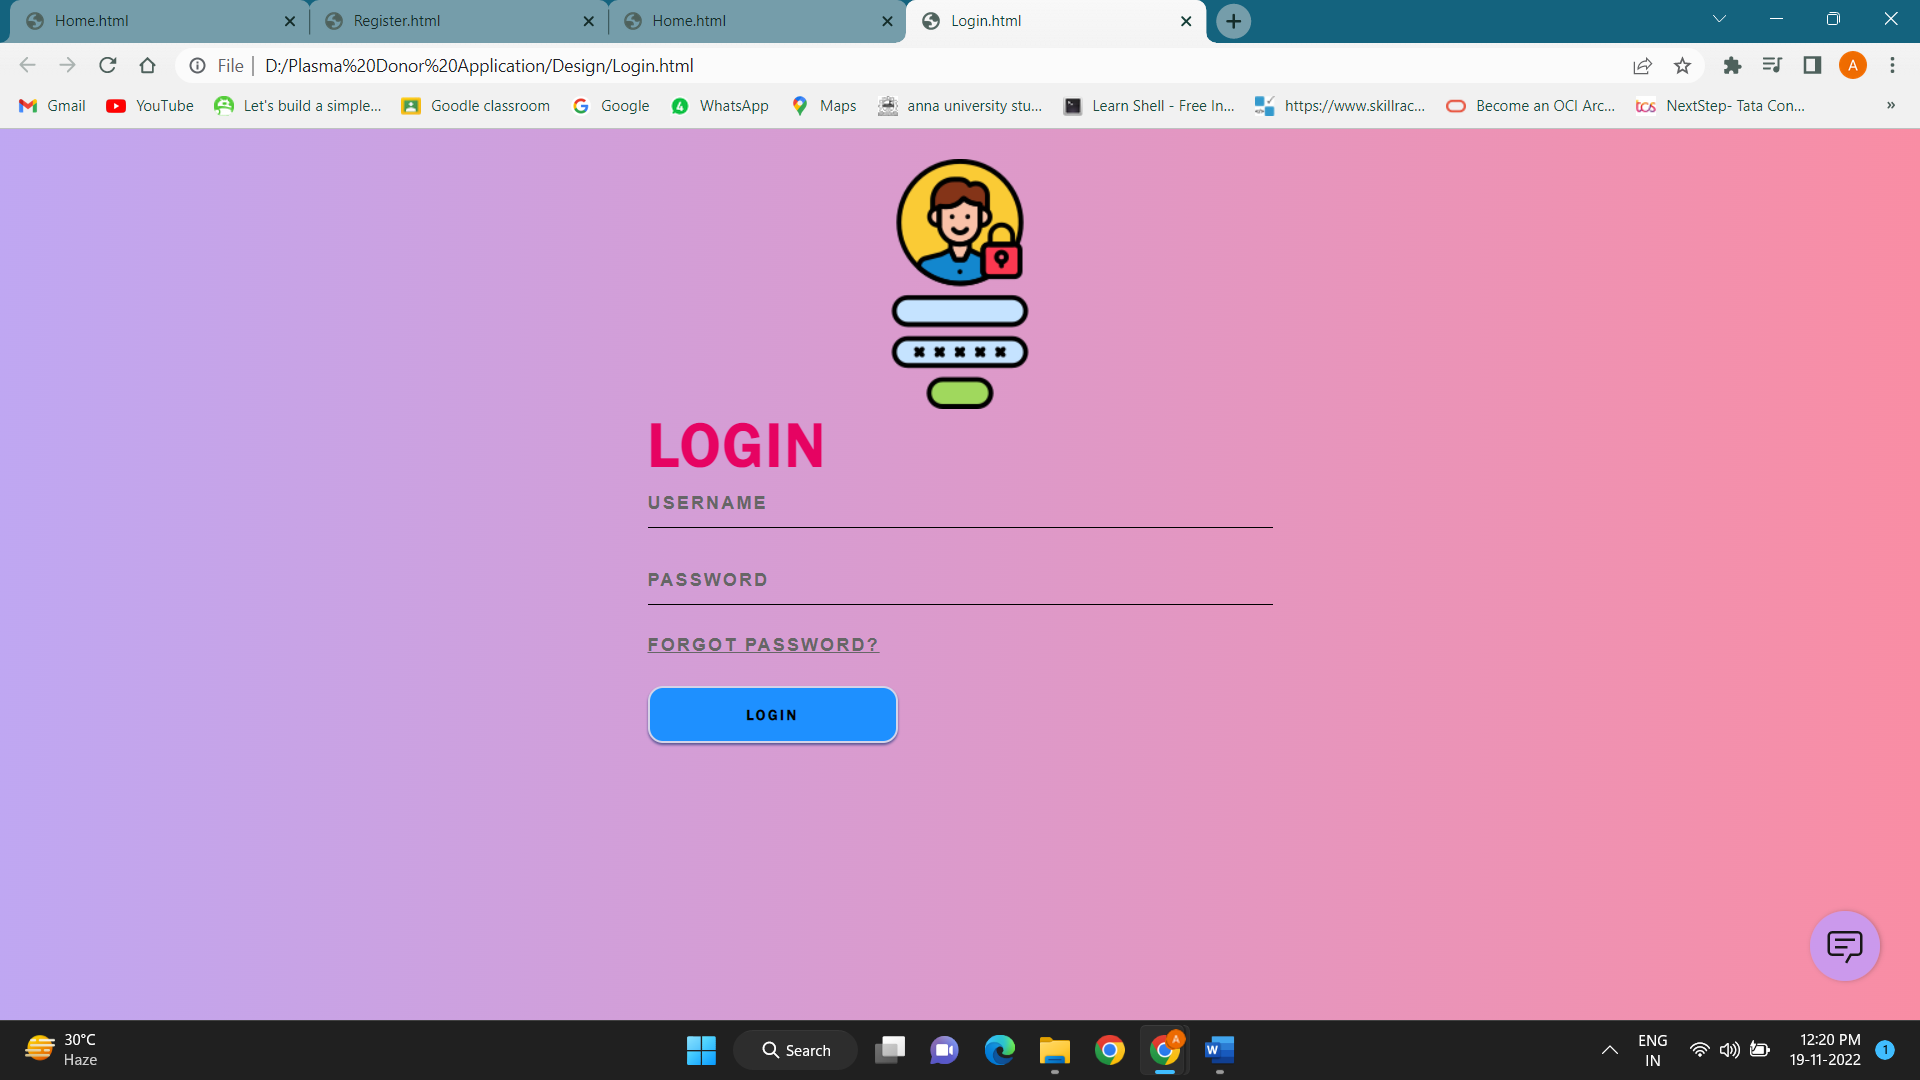 Home.html
Register.html
Home.html
Login.html
File D:/Plasma%20Donor%20Application/Design/Login.html
A
Gmail YouTube Let's build a simple... Goodle classroom Google WhatsApp Maps anna university stu... Learn Shell - Free In... https://www.skillrac... Become an OCI Arc... tcs NextStep- Tata Con... »
LOGIN
USERNAME
PASSWORD
FORGOT PASSWORD?
LOGIN
30°C
Haze
Search
A
W
ENG
IN
12:20 PM
19-11-2022
1